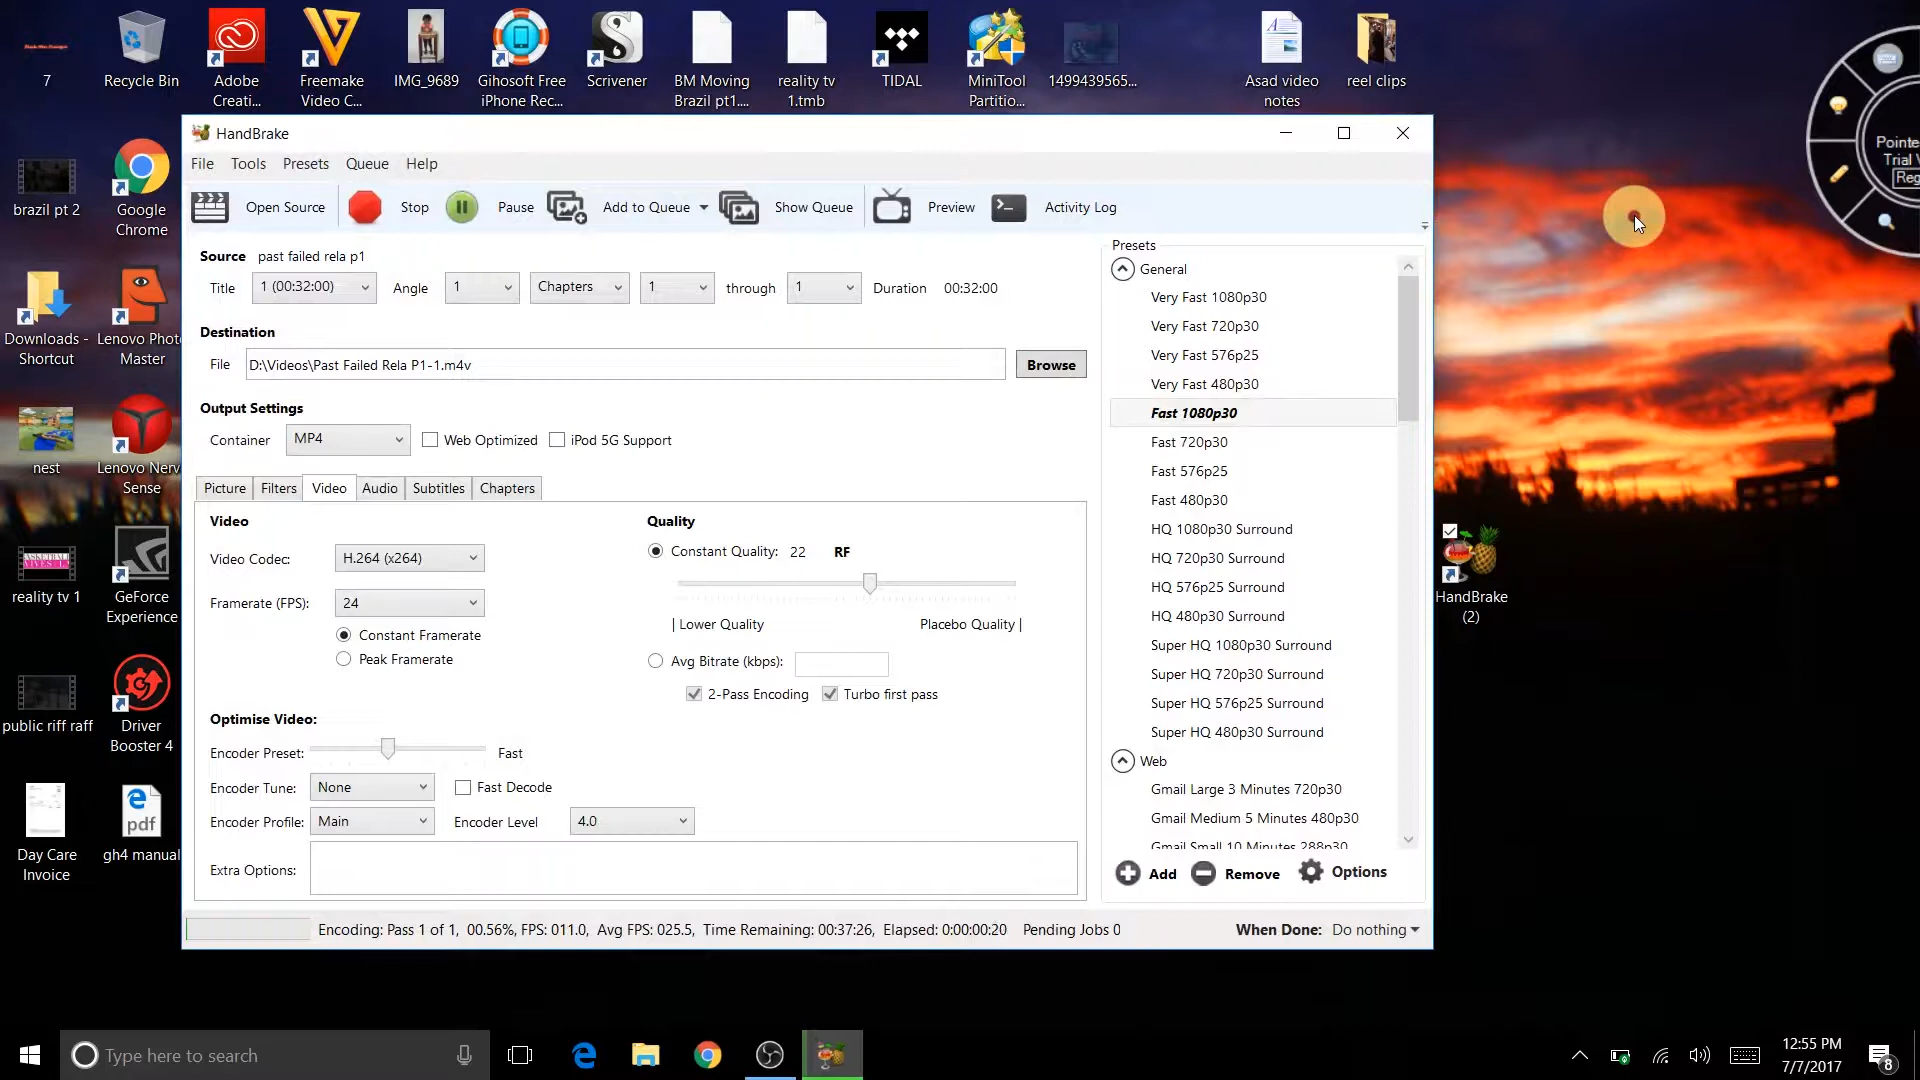 7
Recycle Bin
Adobe
Creati...
Freemake
Video C...
IMG_9689
Gihosoft Free
iPhone Rec...
Scrivener
BM Moving
Brazil pt1....
reality tv
1.tmb
TIDAL
MiniTool
Partitio...
1499439565...
Asad video
notes
reel clips
Pointe
Trial V
Reg
brazil pt 2
Google
Chrome
Downloads -
Shortcut
Lenovo Phot
Master
nest
Lenovo Nerv
Sense
reality tv 1
GeForce
Experience
public riff raff
Driver
Booster 4
Day Care
Invoice
pdf
gh4 manual
HandBrake
(2)
HandBrake
File Tools Presets Queue Help
Open Source Stop Pause Add to Queue Show Queue Preview Activity Log
Source past failed rela p1
Title 1 (00:32:00) Angle 1 Chapters 1 through 1 Duration 00:32:00
Destination
File D:\Videos\Past Failed Rela P1-1.m4v Browse
Output Settings
Container MP4 Web Optimized iPod 5G Support
Picture Filters Video Audio Subtitles Chapters
Video
Video Codec: H.264 (x264)
Framerate (FPS): 24
Constant Framerate
Peak Framerate
Quality
Constant Quality: 22 RF
| Lower Quality Placebo Quality |
Avg Bitrate (kbps):
2-Pass Encoding Turbo first pass
Optimise Video:
Encoder Preset: Fast
Encoder Tune: None Fast Decode
Encoder Profile: Main Encoder Level 4.0
Extra Options:
Presets
General
Very Fast 1080p30
Very Fast 720p30
Very Fast 576p25
Very Fast 480p30
Fast 1080p30
Fast 720p30
Fast 576p25
Fast 480p30
HQ 1080p30 Surround
HQ 720p30 Surround
HQ 576p25 Surround
HQ 480p30 Surround
Super HQ 1080p30 Surround
Super HQ 720p30 Surround
Super HQ 576p25 Surround
Super HQ 480p30 Surround
Web
Gmail Large 3 Minutes 720p30
Gmail Medium 5 Minutes 480p30
Gmail Small 10 Minutes 288p30
Add Remove Options
Encoding: Pass 1 of 1, 00.56%, FPS: 011.0, Avg FPS: 025.5, Time Remaining: 00:37:26, Elapsed: 0:00:00:20 Pending Jobs 0
When Done: Do nothing
Type here to search
12:55 PM
7/7/2017
8